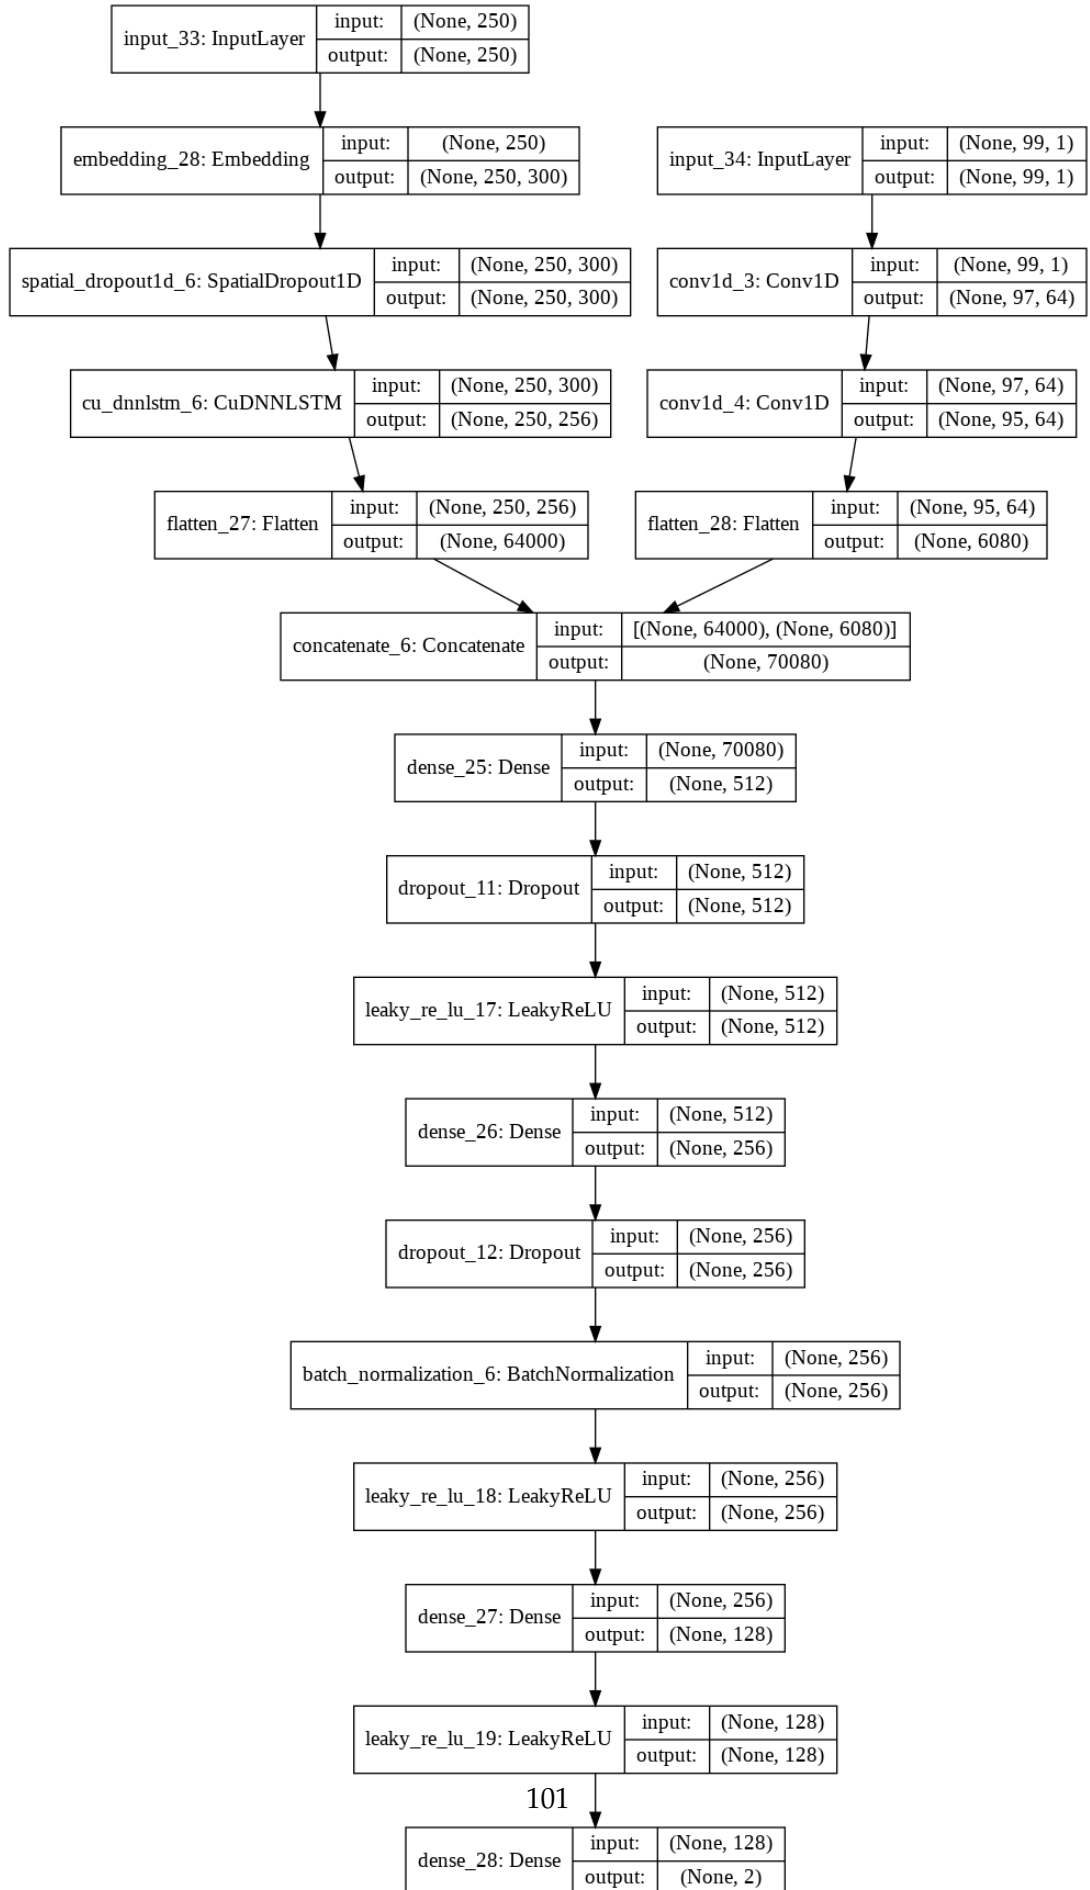 input_33: InputLayer
input: (None, 250)
output: (None, 250)
embedding_28: Embedding
input: (None, 250)
output: (None, 250, 300)
input_34: InputLayer
input: (None, 99, 1)
output: (None, 99, 1)
spatial_dropout1d_6: SpatialDropout1D
input: (None, 250, 300)
output: (None, 250, 300)
conv1d_3: Conv1D
input: (None, 99, 1)
output: (None, 97, 64)
cu_dnnlstm_6: CuDNNLSTM
input: (None, 250, 300)
output: (None, 250, 256)
conv1d_4: Conv1D
input: (None, 97, 64)
output: (None, 95, 64)
flatten_27: Flatten
input: (None, 250, 256)
output: (None, 64000)
flatten_28: Flatten
input: (None, 95, 64)
output: (None, 6080)
concatenate_6: Concatenate
input: [(None, 64000), (None, 6080)]
output: (None, 70080)
dense_25: Dense
input: (None, 70080)
output: (None, 512)
dropout_11: Dropout
input: (None, 512)
output: (None, 512)
leaky_re_lu_17: LeakyReLU
input: (None, 512)
output: (None, 512)
dense_26: Dense
input: (None, 512)
output: (None, 256)
dropout_12: Dropout
input: (None, 256)
output: (None, 256)
batch_normalization_6: BatchNormalization
input: (None, 256)
output: (None, 256)
leaky_re_lu_18: LeakyReLU
input: (None, 256)
output: (None, 256)
dense_27: Dense
input: (None, 256)
output: (None, 128)
leaky_re_lu_19: LeakyReLU
input: (None, 128)
output: (None, 128)
101
dense_28: Dense
input: (None, 128)
output: (None, 2)